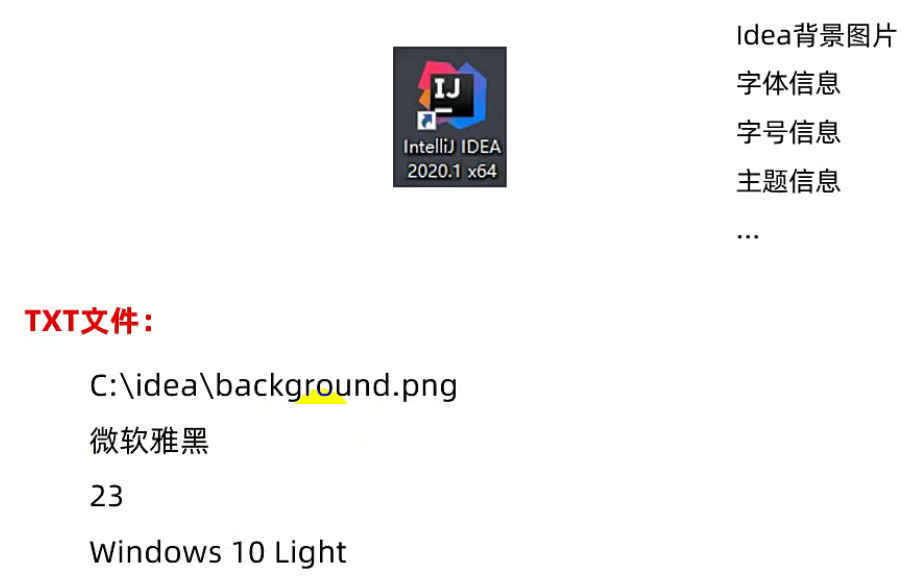 Idea背景图片
字体信息
字号信息
主题信息
...
IJ
IntelliJ IDEA
2020.1 x64
TXT文件：
C:\idea\background.png
微软雅黑
23
Windows 10 Light